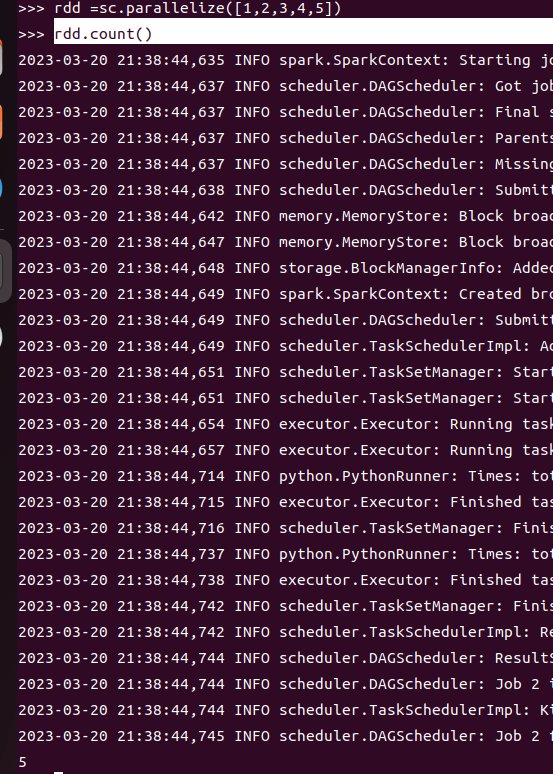 >>> rdd =sc.parallelize([1,2,3,4,5])
>>> rdd.count()
2023-03-20 21:38:44,635 INFO spark.SparkContext: Starting jo
2023-03-20 21:38:44,637 INFO scheduler.DAGScheduler: Got job
2023-03-20 21:38:44,637 INFO scheduler.DAGScheduler: Final s
2023-03-20 21:38:44,637 INFO scheduler.DAGScheduler: Parents
2023-03-20 21:38:44,637 INFO scheduler.DAGScheduler: Missing
2023-03-20 21:38:44,638 INFO scheduler.DAGScheduler: Submitt
2023-03-20 21:38:44,642 INFO memory.MemoryStore: Block broad
2023-03-20 21:38:44,647 INFO memory.MemoryStore: Block broad
2023-03-20 21:38:44,648 INFO storage.BlockManagerInfo: Added
2023-03-20 21:38:44,649 INFO spark.SparkContext: Created bro
2023-03-20 21:38:44,649 INFO scheduler.DAGScheduler: Submitt
2023-03-20 21:38:44,649 INFO scheduler.TaskSchedulerImpl: Ad
2023-03-20 21:38:44,651 INFO scheduler.TaskSetManager: Start
2023-03-20 21:38:44,651 INFO scheduler.TaskSetManager: Start
2023-03-20 21:38:44,654 INFO executor.Executor: Running task
2023-03-20 21:38:44,657 INFO executor.Executor: Running task
2023-03-20 21:38:44,714 INFO python.PythonRunner: Times: tot
2023-03-20 21:38:44,715 INFO executor.Executor: Finished tas
2023-03-20 21:38:44,716 INFO scheduler.TaskSetManager: Finis
2023-03-20 21:38:44,737 INFO python.PythonRunner: Times: tot
2023-03-20 21:38:44,738 INFO executor.Executor: Finished tas
2023-03-20 21:38:44,742 INFO scheduler.TaskSetManager: Finis
2023-03-20 21:38:44,742 INFO scheduler.TaskSchedulerImpl: Re
2023-03-20 21:38:44,744 INFO scheduler.DAGScheduler: ResultS
2023-03-20 21:38:44,744 INFO scheduler.DAGScheduler: Job 2 i
2023-03-20 21:38:44,744 INFO scheduler.TaskSchedulerImpl: Ki
2023-03-20 21:38:44,745 INFO scheduler.DAGScheduler: Job 2 f
5